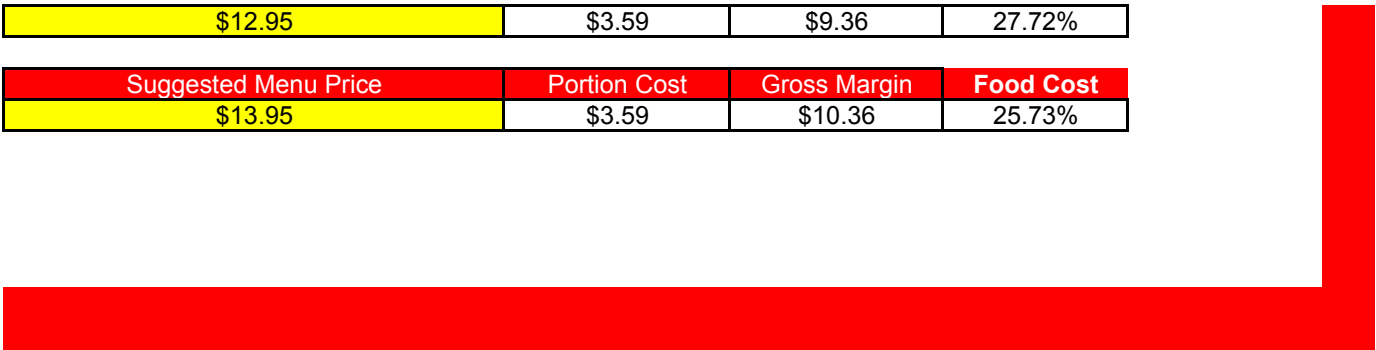 $12.95 $3.59 $9.36 27.72%
Suggested Menu Price Portion Cost Gross Margin Food Cost
$13.95 $3.59 $10.36 25.73%